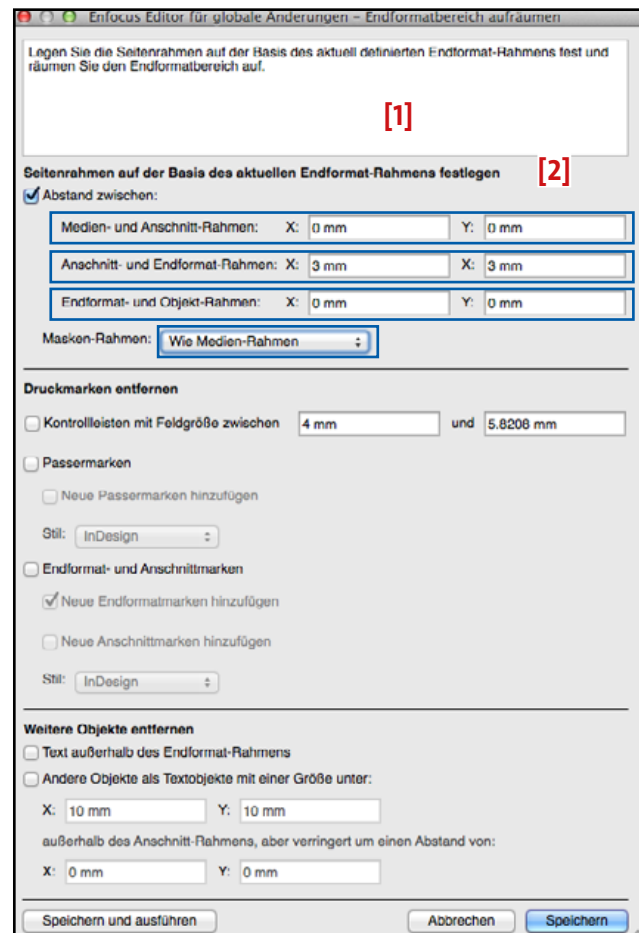 Enfocus Editor für globale Änderungen – Endformatbereich aufräumen
Legen Sie die Seitenrahmen auf der Basis des aktuell definierten Endformat-Rahmens fest und
räumen Sie den Endformatbereich auf.
[1]
[2]
Seitenrahmen auf der Basis des aktuellen Endformat-Rahmens festlegen
Abstand zwischen:
Medien- und Anschnitt-Rahmen: X: 0 mm Y: 0 mm
Anschnitt- und Endformat-Rahmen: X: 3 mm X: 3 mm
Endformat- und Objekt-Rahmen: X: 0 mm Y: 0 mm
Masken-Rahmen: Wie Medien-Rahmen
Druckmarken entfernen
Kontrollleisten mit Feldgröße zwischen 4 mm und 5.8208 mm
Passermarken
Neue Passermarken hinzufügen
Stil: InDesign
Endformat- und Anschnittmarken
Neue Endformatmarken hinzufügen
Neue Anschnittmarken hinzufügen
Stil: InDesign
Weitere Objekte entfernen
Text außerhalb des Endformat-Rahmens
Andere Objekte als Textobjekte mit einer Größe unter:
X: 10 mm Y: 10 mm
außerhalb des Anschnitt-Rahmens, aber verringert um einen Abstand von:
X: 0 mm Y: 0 mm
Speichern und ausführen Abbrechen Speichern